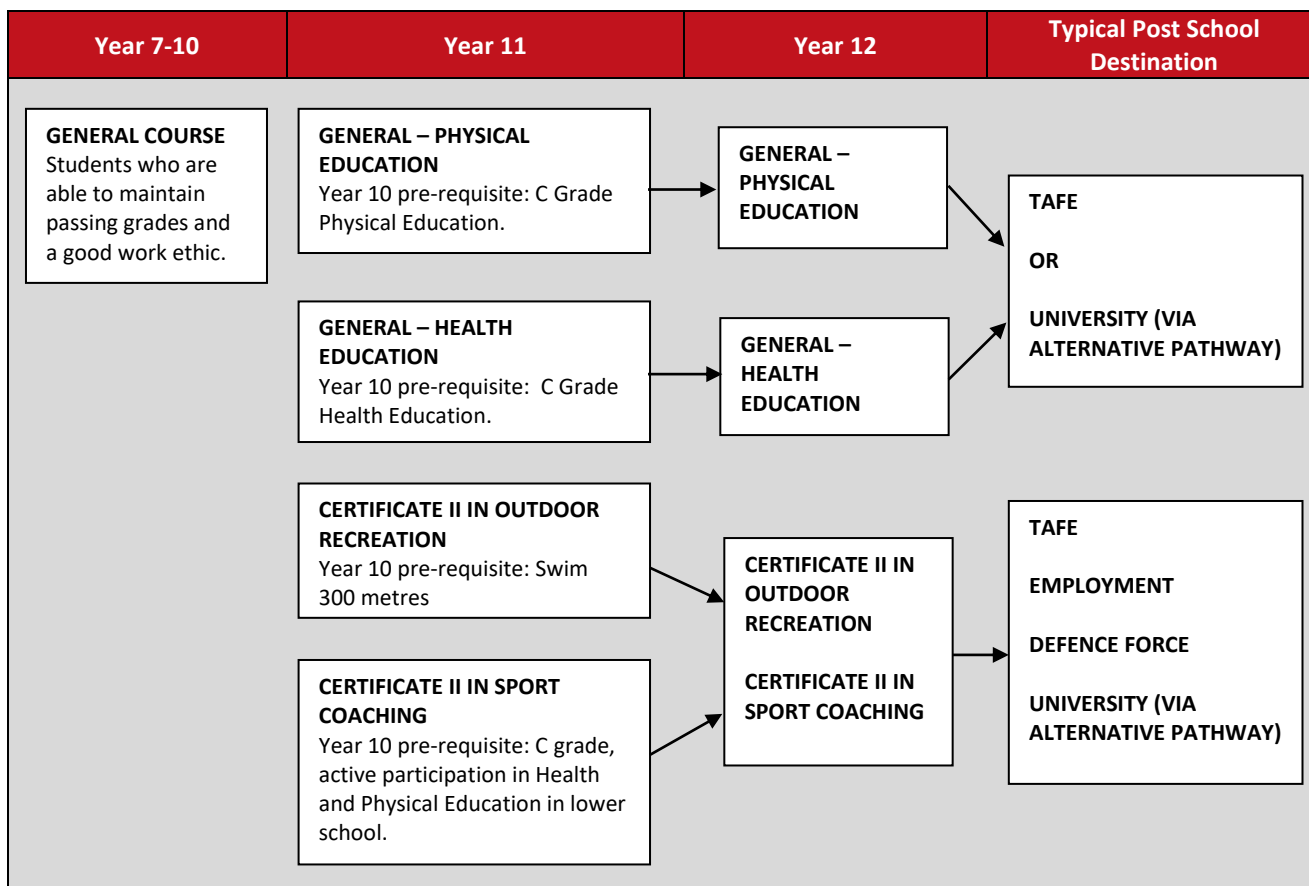 Year 7-10
Year 11
Year 12
Typical Post School
Destination
GENERAL COURSE
Students who are
able to maintain
passing grades and
a good work ethic.
GENERAL – PHYSICAL
EDUCATION
Year 10 pre-requisite: C Grade
Physical Education.
GENERAL –
PHYSICAL
EDUCATION
TAFE
OR
UNIVERSITY (VIA
ALTERNATIVE PATHWAY)
GENERAL – HEALTH
EDUCATION
Year 10 pre-requisite:  C Grade
Health Education.
GENERAL –
HEALTH
EDUCATION
CERTIFICATE II IN OUTDOOR
RECREATION
Year 10 pre-requisite: Swim
300 metres
CERTIFICATE II IN SPORT
COACHING
Year 10 pre-requisite: C grade,
active participation in Health
and Physical Education in lower
school.
CERTIFICATE II IN
OUTDOOR
RECREATION
CERTIFICATE II IN
SPORT COACHING
TAFE
EMPLOYMENT
DEFENCE FORCE
UNIVERSITY (VIA
ALTERNATIVE PATHWAY)